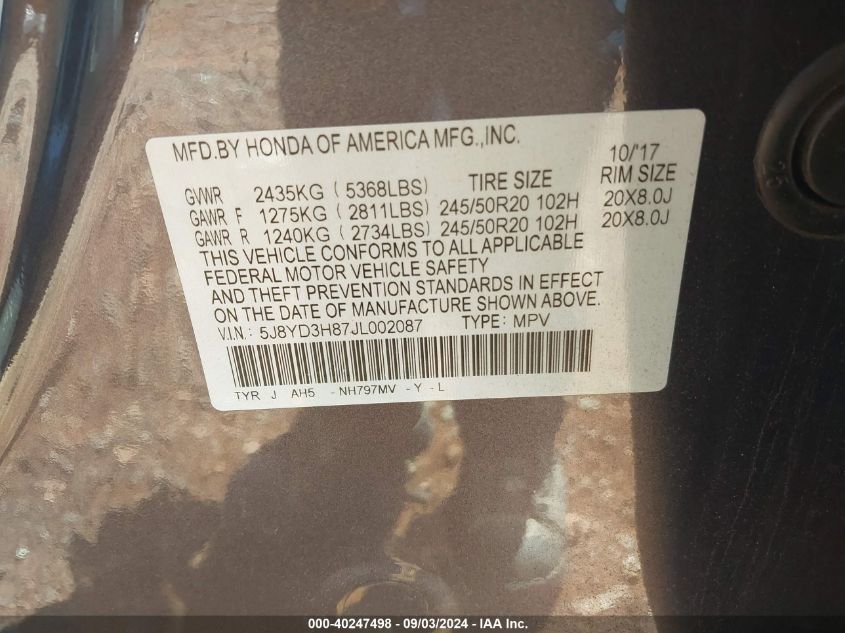 MFD.BY HONDA OF AMERICA MFG.,INC. 10/'17
GVWR 2435KG ( 5368LBS) TIRE SIZE RIM SIZE
GAWR F 1275KG ( 2811LBS) 245/50R20 102H 20X8.0J
GAWR R 1240KG ( 2734LBS) 245/50R20 102H 20X8.0J
THIS VEHICLE CONFORMS TO ALL APPLICABLE
FEDERAL MOTOR VEHICLE SAFETY
AND THEFT PREVENTION STANDARDS IN EFFECT
ON THE DATE OF MANUFACTURE SHOWN ABOVE.
V.I.N.: 5J8YD3H87JL002087 TYPE: MPV
TYR J AH5 - NH797MV - Y - L
000-40247498 - 09/03/2024 - IAA Inc.